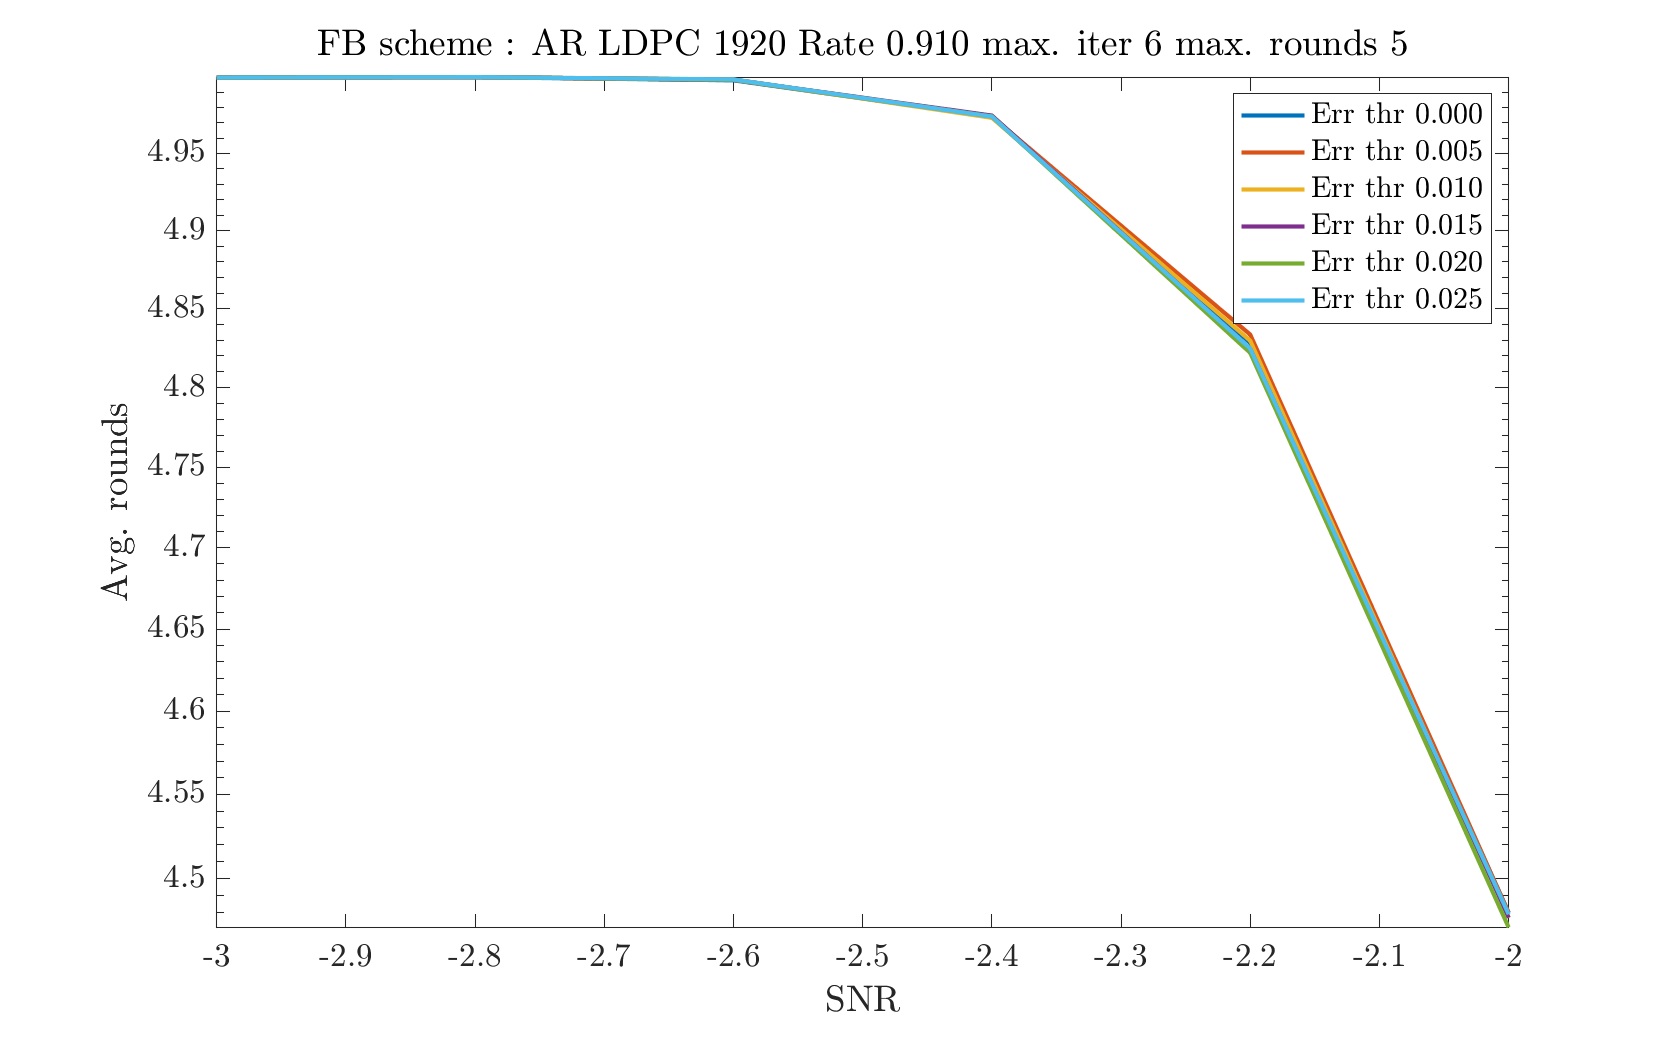 FB scheme : AR LDPC 1920 Rate 0.910 max. iter 6 max. rounds 5
Err thr 0.000
Err thr 0.005
Err thr 0.010
Err thr 0.015
Err thr 0.020
Err thr 0.025
4.95
4.9
4.85
4.8
4.75
4.7
4.65
4.6
4.55
4.5
Avg. rounds
-3 -2.9 -2.8 -2.7 -2.6 -2.5 -2.4 -2.3 -2.2 -2.1 -2
SNR